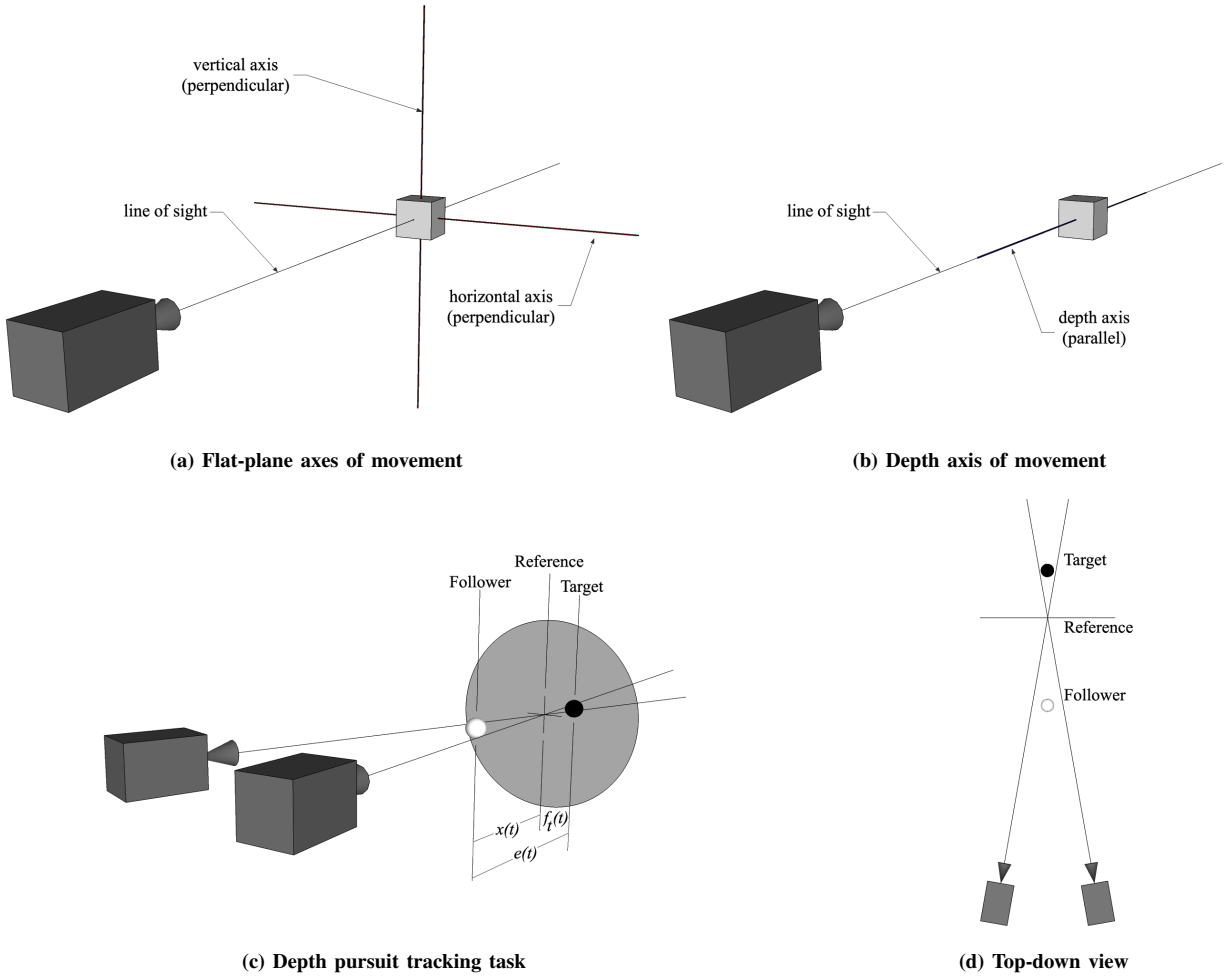 vertical axis
(perpendicular)
line of sight
horizontal axis
(perpendicular)
(a) Flat-plane axes of movement
line of sight
depth axis
(parallel)
(b) Depth axis of movement
Reference
Follower
Target
x(t)
f_t(t)
e(t)
(c) Depth pursuit tracking task
Target
Reference
Follower
(d) Top-down view